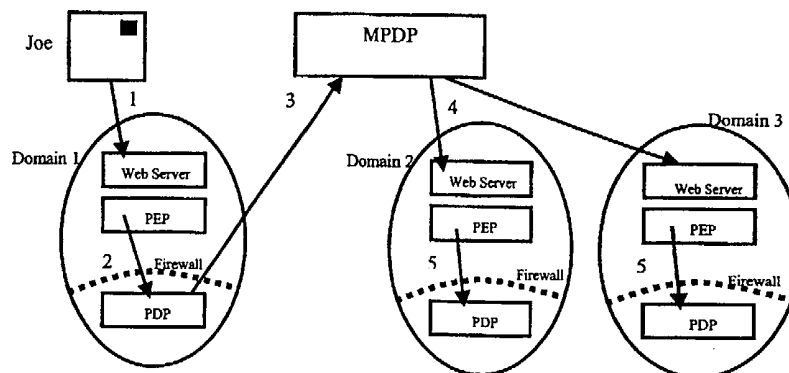 Joe
MPDP
1
3
4
Domain 3
Domain 1
Web Server
PEP
2
Firewall
PDP
Domain 2
Web Server
PEP
5
Firewall
PDP
Web Server
PEP
5
Firewall
PDP